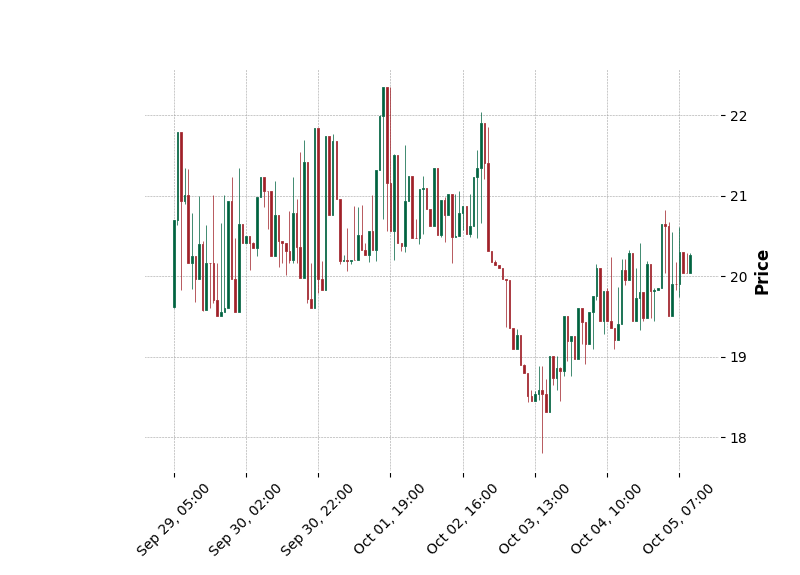 22
21
20
19
18
Price
Sep 29, 05:00
Sep 30, 02:00
Sep 30, 22:00
Oct 01, 19:00
Oct 02, 16:00
Oct 03, 13:00
Oct 04, 10:00
Oct 05, 07:00